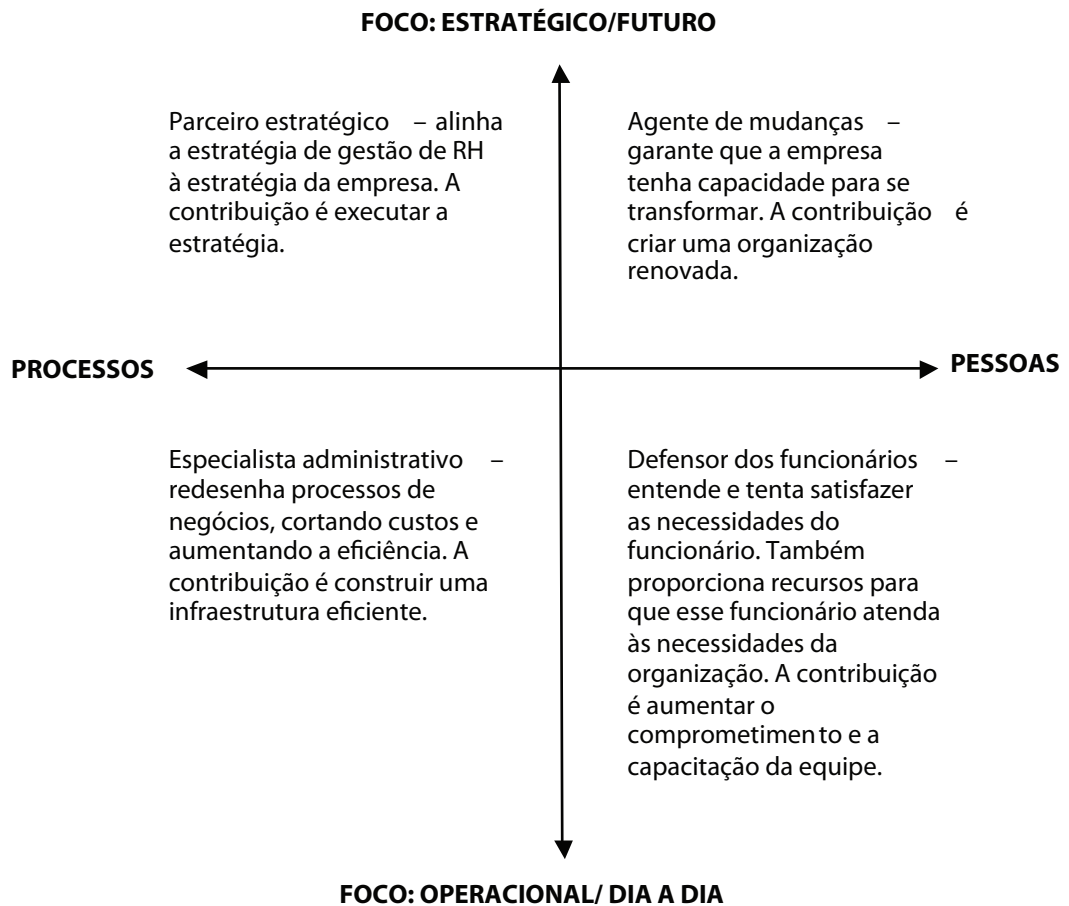 FOCO: ESTRATÉGICO/FUTURO
Parceiro estratégico – alinha
a estratégia de gestão de RH
à estratégia da empresa. A
contribuição é executar a
estratégia.
Agente de mudanças –
garante que a empresa
tenha capacidade para se
transformar. A contribuição é
criar uma organização
renovada.
PROCESSOS
PESSOAS
Especialista administrativo –
redesenha processos de
negócios, cortando custos e
aumentando a eficiência. A
contribuição é construir uma
infraestrutura eficiente.
Defensor dos funcionários –
entende e tenta satisfazer
as necessidades do
funcionário. Também
proporciona recursos para
que esse funcionário atenda
às necessidades da
organização. A contribuição
é aumentar o
comprometimen to e a
capacitação da equipe.
FOCO: OPERACIONAL/ DIA A DIA